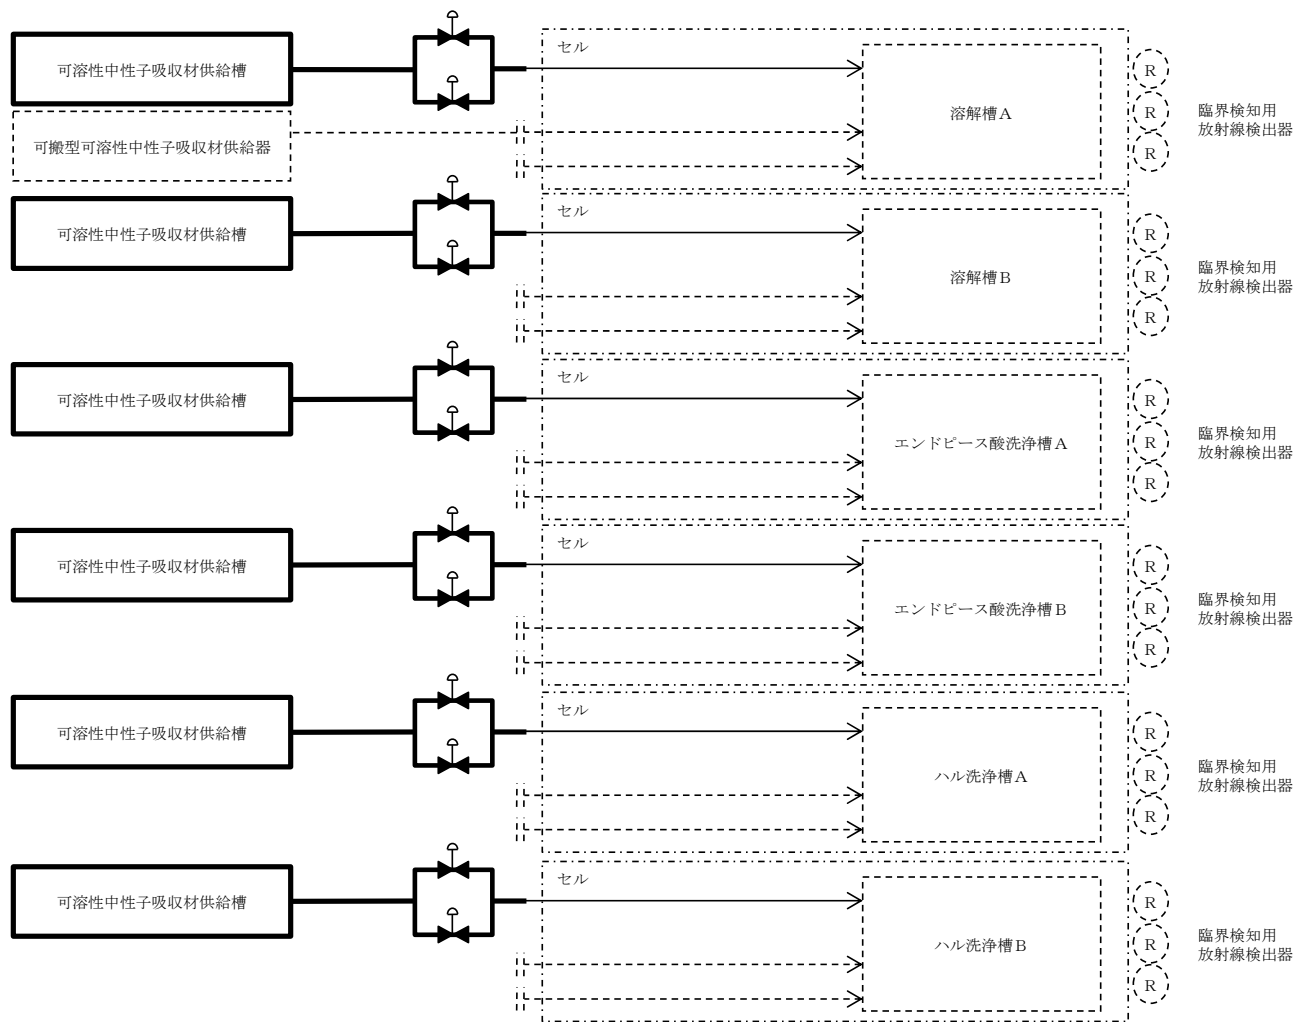 セル
可溶性中性子吸収材供給槽
溶解槽A
R
R
R
臨界検知用
放射線検出器
可搬型可溶性中性子吸収材供給器
セル
可溶性中性子吸収材供給槽
溶解槽B
R
R
R
臨界検知用
放射線検出器
セル
可溶性中性子吸収材供給槽
エンドピース酸洗浄槽A
R
R
R
臨界検知用
放射線検出器
セル
可溶性中性子吸収材供給槽
エンドピース酸洗浄槽B
R
R
R
臨界検知用
放射線検出器
セル
可溶性中性子吸収材供給槽
ハル洗浄槽A
R
R
R
臨界検知用
放射線検出器
セル
可溶性中性子吸収材供給槽
ハル洗浄槽B
R
R
R
臨界検知用
放射線検出器